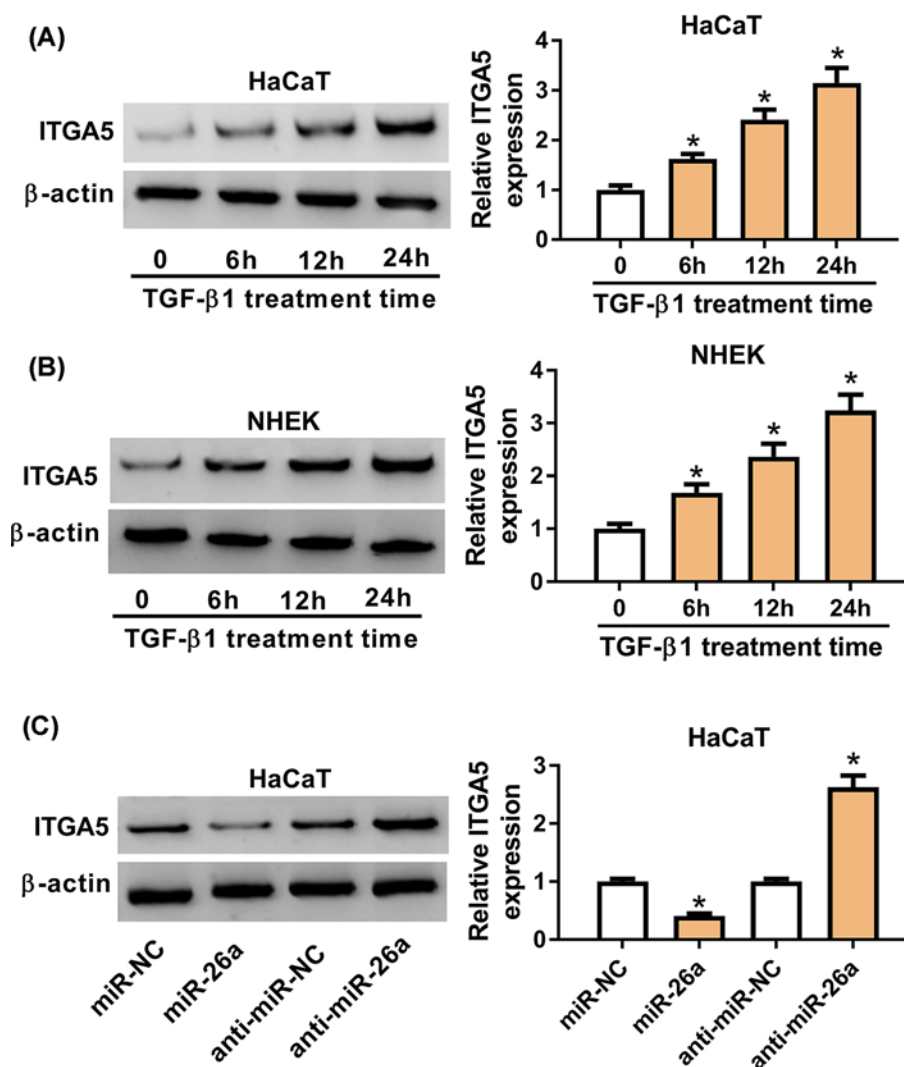 (A)
HaCaT
ITGA5
β-actin
0 6h 12h 24h
TGF-β1 treatment time
HaCaT
Relative ITGA5
expression
4
3
2
1
0
* * *
0 6h 12h 24h
TGF-β1 treatment time
(B)
NHEK
ITGA5
β-actin
0 6h 12h 24h
TGF-β1 treatment time
NHEK
Relative ITGA5
expression
4
3
2
1
0
* * *
0 6h 12h 24h
TGF-β1 treatment time
(C)
HaCaT
ITGA5
β-actin
miR-NC miR-26a anti-miR-NC anti-miR-26a
HaCaT
Relative ITGA5
expression
3
2
1
0
* *
miR-NC miR-26a anti-miR-NC anti-miR-26a